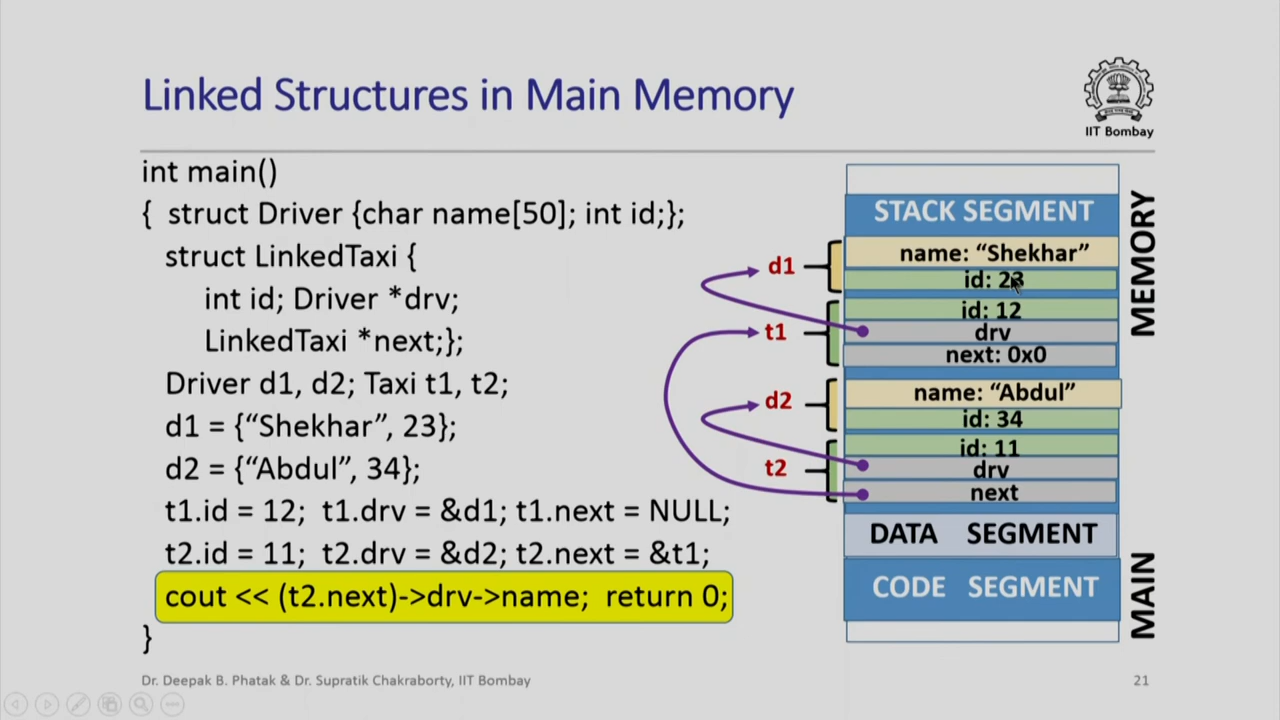 Linked Structures in Main Memory
IIT Bombay
int main()
{ struct Driver {char name[50]; int id;};
struct LinkedTaxi {
int id; Driver *drv;
LinkedTaxi *next;};
Driver d1, d2; Taxi t1, t2;
d1 = {“Shekhar”, 23};
d2 = {“Abdul”, 34};
t1.id = 12; t1.drv = &d1; t1.next = NULL;
t2.id = 11; t2.drv = &d2; t2.next = &t1;
cout << (t2.next)->drv->name; return 0;
}
STACK SEGMENT
d1
name: “Shekhar”
id: 23
t1
id: 12
drv
next: 0x0
d2
name: “Abdul”
id: 34
t2
id: 11
drv
next
DATA SEGMENT
CODE SEGMENT
MAIN MEMORY
Dr. Deepak B. Phatak & Dr. Supratik Chakraborty, IIT Bombay
21